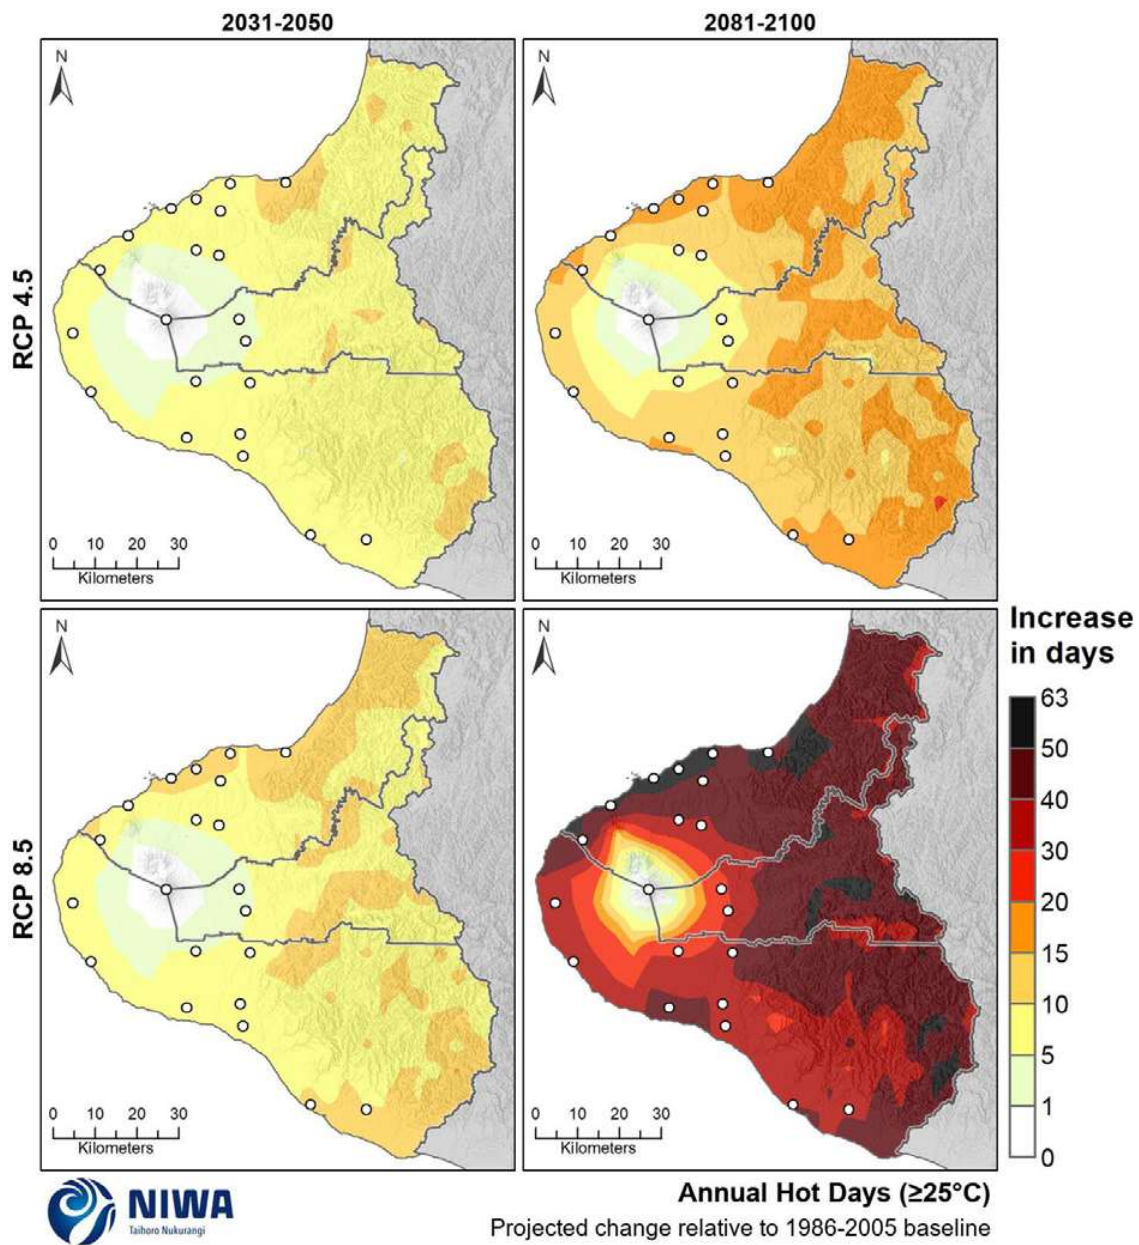 2031-2050
2081-2100
RCP 4.5
N
0 10 20 30
Kilometers
N
0 10 20 30
Kilometers
RCP 8.5
N
0 10 20 30
Kilometers
N
0 10 20 30
Kilometers
Increase
in days
63
50
40
30
20
15
10
5
1
0
NIWA
Taihoro Nukurangi
Annual Hot Days (≥25°C)
Projected change relative to 1986-2005 baseline